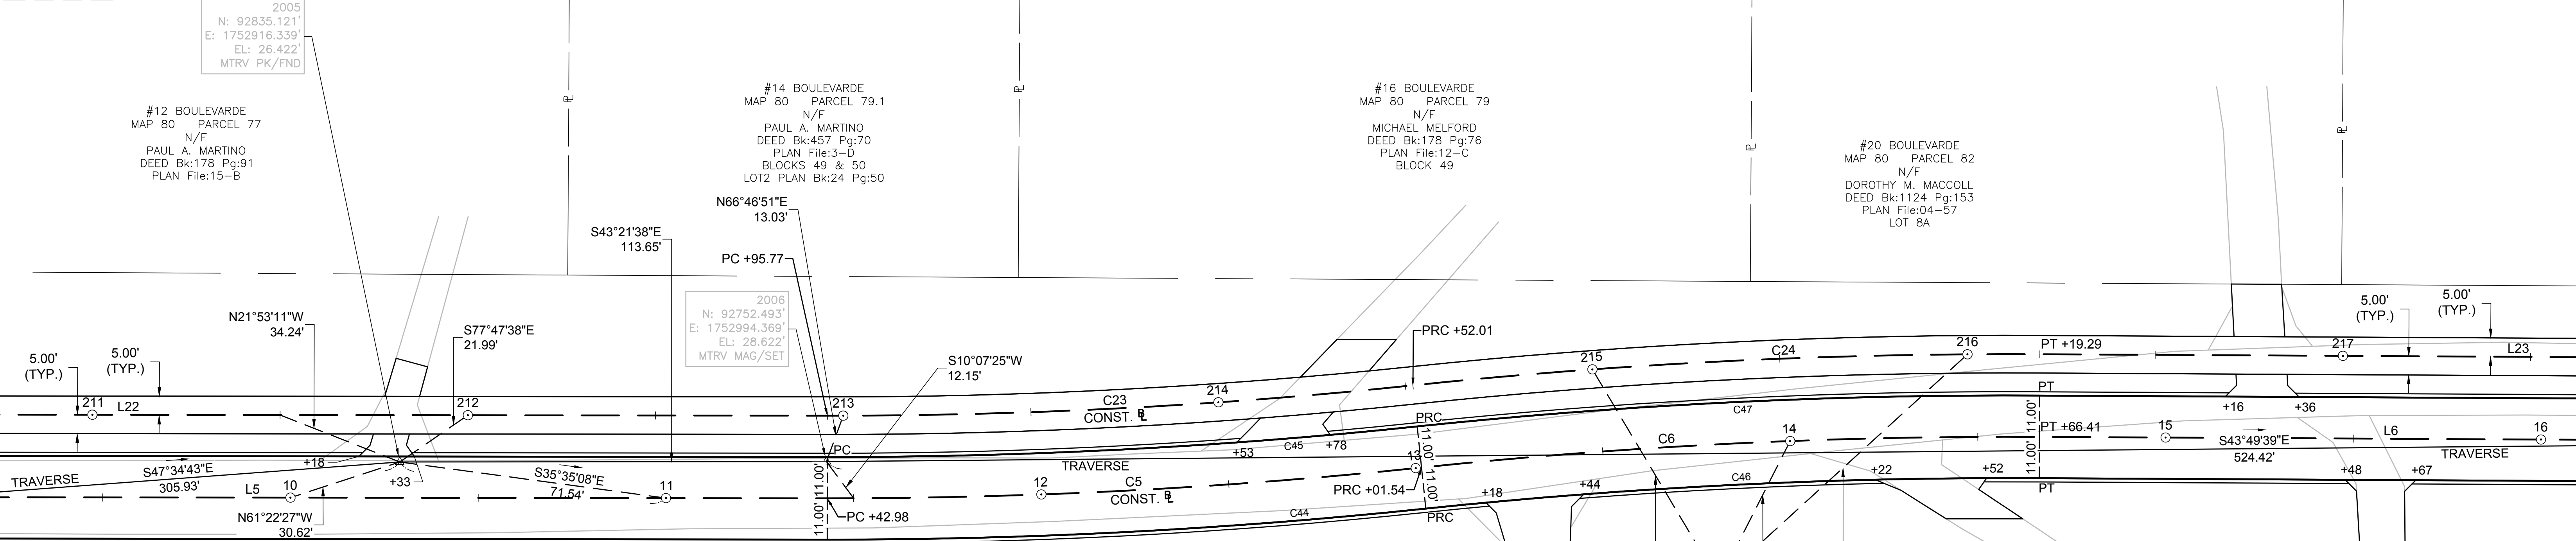 2005
N: 92835.121'
E: 1752916.339'
EL: 26.422'
MTRV PK/FND
#12 BOULEVARDE
MAP 80 PARCEL 77
N/F
PAUL A. MARTINO
DEED Bk:178 Pg:91
PLAN File:15-B
#14 BOULEVARDE
MAP 80 PARCEL 79.1
N/F
PAUL A. MARTINO
DEED Bk:457 Pg:70
PLAN File:3-D
BLOCKS 49 & 50
LOT2 PLAN Bk:24 Pg:50
#16 BOULEVARDE
MAP 80 PARCEL 79
N/F
MICHAEL MELFORD
DEED Bk:178 Pg:76
PLAN File:12-C
BLOCK 49
#20 BOULEVARDE
MAP 80 PARCEL 82
N/F
DOROTHY M. MACCOLL
DEED Bk:1124 Pg:153
PLAN File:04-57
LOT 8A
PL
PL
PL
PL
N66°46'51"E
13.03'
S43°21'38"E
113.65'
PC +95.77
2006
N: 92752.493'
E: 1752994.369'
EL: 28.622'
MTRV MAG/SET
N21°53'11"W
34.24'
S77°47'38"E
21.99'
S10°07'25"W
12.15'
PRC +52.01
5.00'
(TYP.)
5.00'
(TYP.)
5.00'
(TYP.)
5.00'
(TYP.)
211
L22
212
213
C23
CONST. BL
214
215
C24
216
PT +19.29
217
L23
PC
+53
C45
+78
PRC
C47
PT
+16
+36
+18
+33
TRAVERSE
S47°34'43"E
305.93'
L5
10
N61°22'27"W
30.62'
S35°35'08"E
71.54'
11
11.00'
11.00'
PC +42.98
TRAVERSE
12
C5
CONST. BL
13
11.00'
11.00'
PRC +01.54
PRC
C44
+18
+44
C6
14
C46
+22
+52
11.00'
11.00'
PT +66.41
PT
15
S43°49'39"E
524.42'
L6
TRAVERSE
16
+48
+67